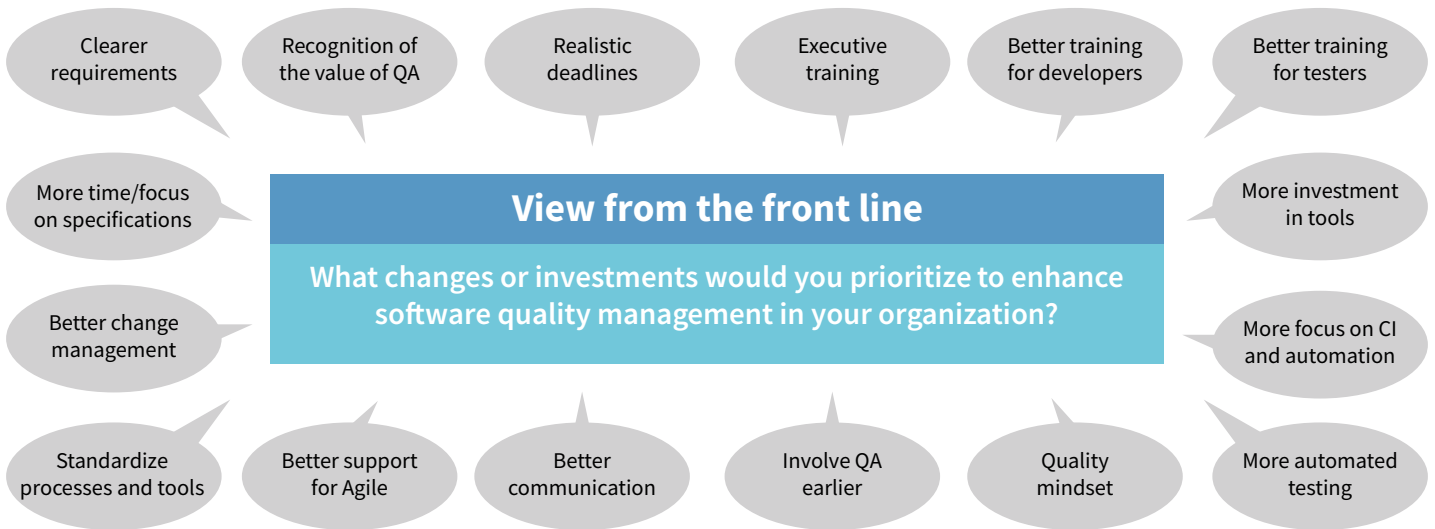 Clearer
requirements
Recognition of
the value of QA
Realistic
deadlines
Executive
training
Better training
for developers
Better training
for testers
More time/focus
on specifications
View from the front line
More investment
in tools
What changes or investments would you prioritize to enhance
software quality management in your organization?
Better change
management
More focus on CI
and automation
Standardize
processes and tools
Better support
for Agile
Better
communication
Involve QA
earlier
Quality
mindset
More automated
testing